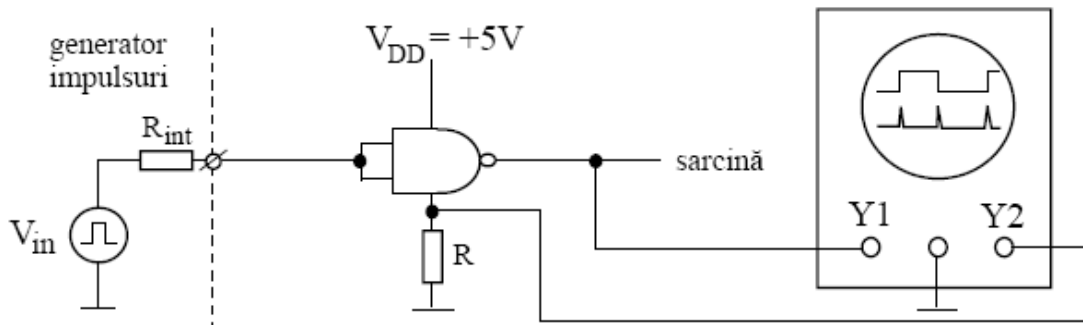 generator
impulsuri
V_DD = +5V
R_int
sarcină
V_in
R
Y1
Y2